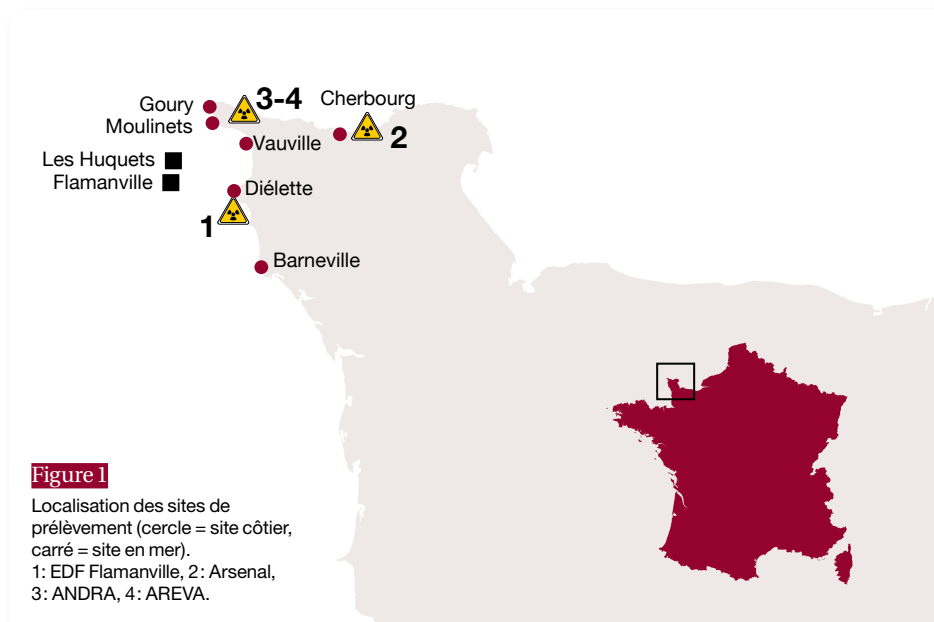 3-4
Cherbourg
Goury
Moulinets
2
Vauville
Les Huquets
Flamanville
Diélette
1
Barneville
Figure 1
Localisation des sites de
prélèvement (cercle = site côtier,
carré = site en mer).
1: EDF Flamanville, 2: Arsenal,
3: ANDRA, 4: AREVA.